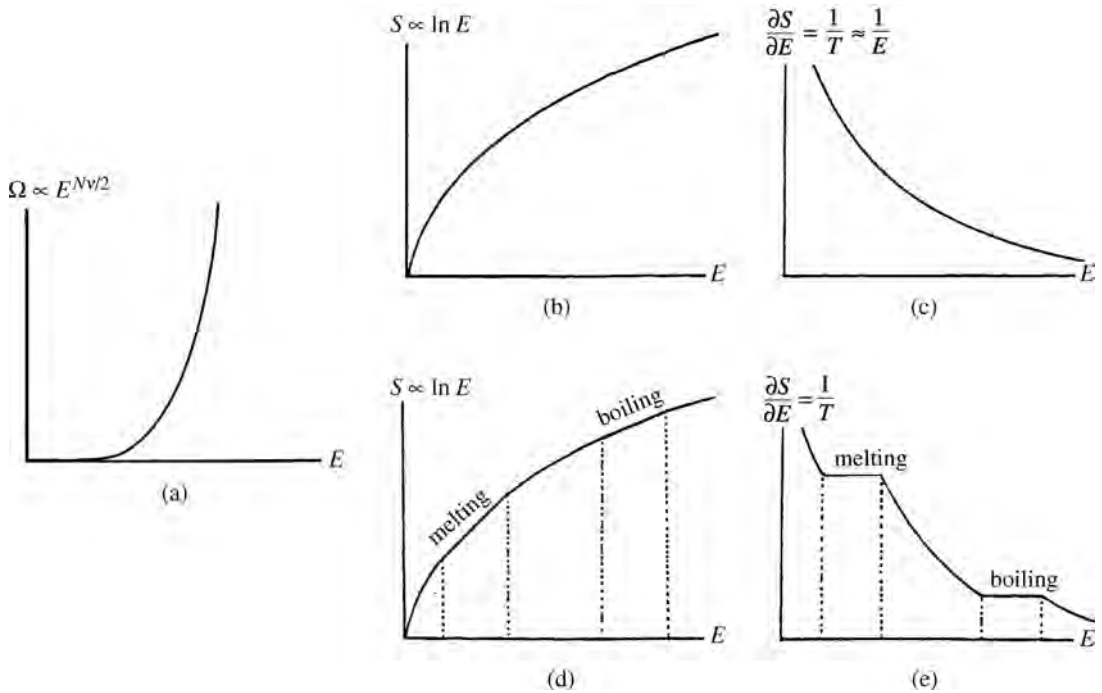 S ∝ ln E
E
(b)
∂S/∂E = 1/T ≈ 1/E
E
(c)
Ω ∝ E^{Nν/2}
E
(a)
S ∝ ln E
melting
boiling
E
(d)
∂S/∂E = 1/T
melting
boiling
E
(e)